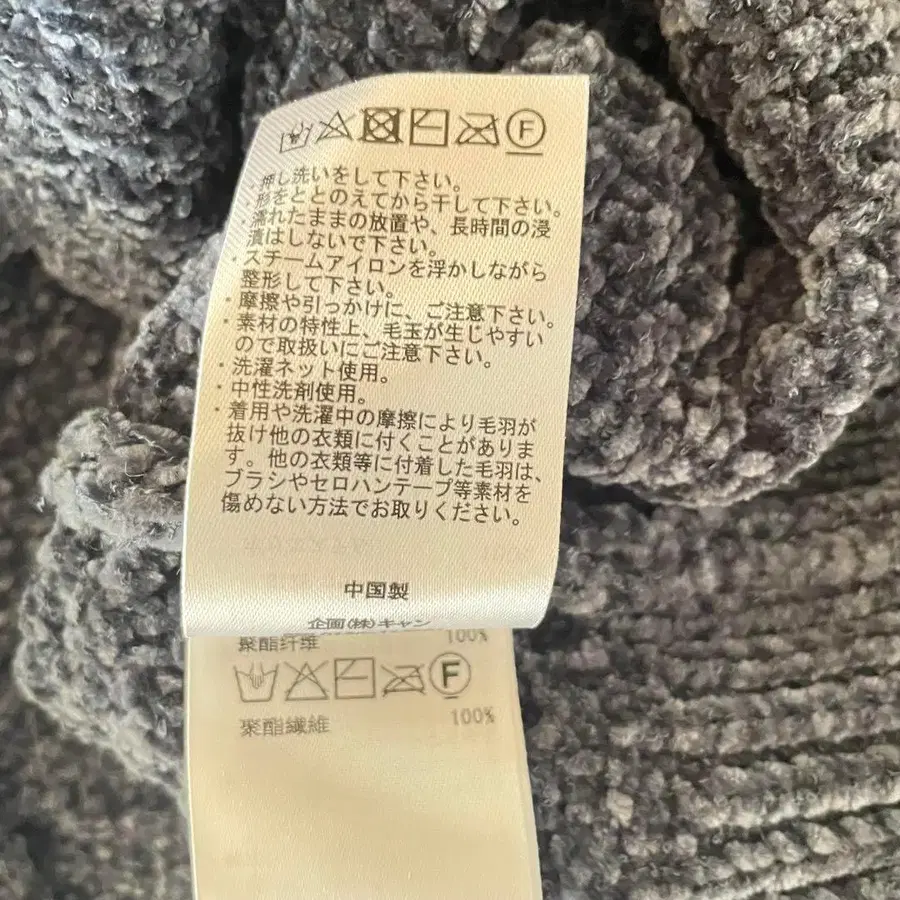 F
・押し洗いをして下さい。
・形をととのえてから干して下さい。
・濡れたままの放置や、長時間の浸
漬はしないで下さい。
・スチームアイロンを浮かしながら
整形して下さい。
・摩擦や引っかけに、ご注意下さい。
・素材の特性上、毛玉が生じやすい
ので取扱いにご注意下さい。
・洗濯ネット使用。
・中性洗剤使用。
・着用や洗濯中の摩擦により毛羽が
抜け他の衣類に付くことがありま
す。他の衣類等に付着した毛羽は、
ブラシやセロハンテープ等素材を
傷めない方法でお取りください。
中国製
企画(株)キャン
聚酯纤维 100%
F
聚酯纖維 100%